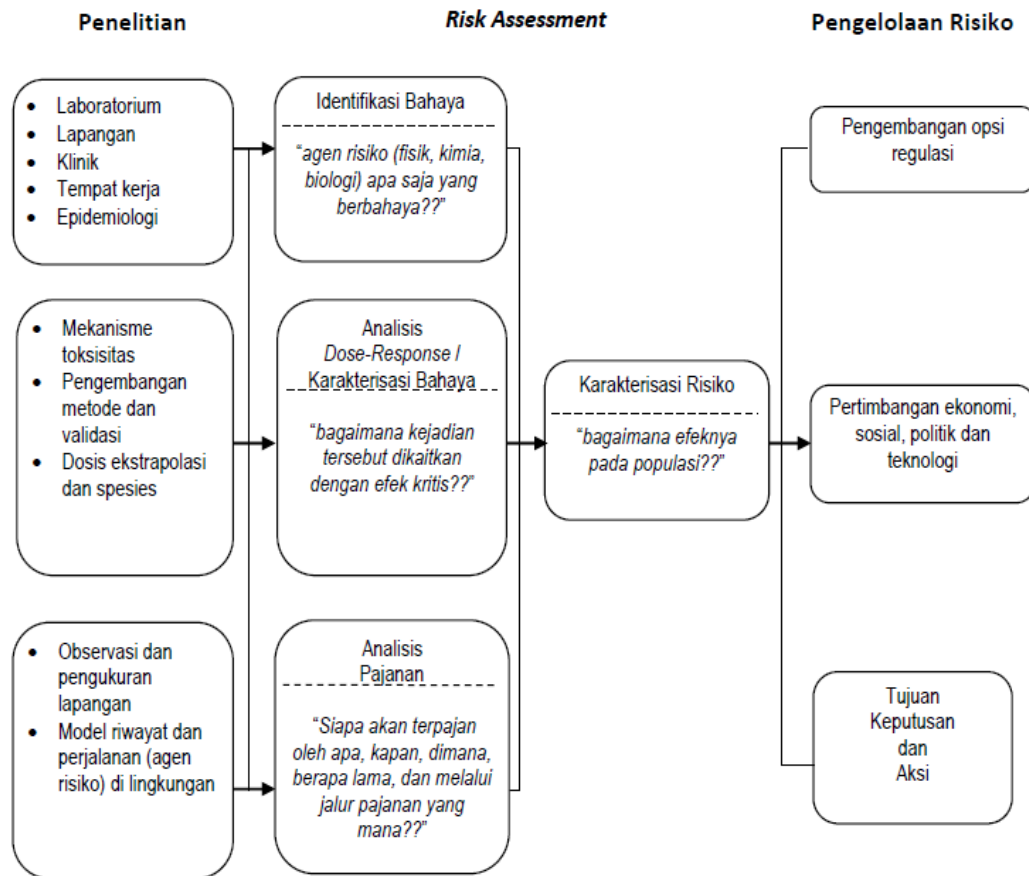 Penelitian
Risk Assessment
Pengelolaan Risiko
• Laboratorium
• Lapangan
• Klinik
• Tempat kerja
• Epidemiologi
Identifikasi Bahaya
“agen risiko (fisik, kimia,
biologi) apa saja yang
berbahaya??”
Pengembangan opsi
regulasi
• Mekanisme
toksisitas
• Pengembangan
metode dan
validasi
• Dosis ekstrapolasi
dan spesies
Analisis
Dose-Response /
Karakterisasi Bahaya
“bagaimana kejadian
tersebut dikaitkan
dengan efek kritis??”
Karakterisasi Risiko
“bagaimana efeknya
pada populasi??”
Pertimbangan ekonomi,
sosial, politik dan
teknologi
• Observasi dan
pengukuran
lapangan
• Model riwayat dan
perjalanan (agen
risiko) di lingkungan
Analisis
Pajanan
“Siapa akan terpajan
oleh apa, kapan, dimana,
berapa lama, dan melalui
jalur pajanan yang
mana??”
Tujuan
Keputusan
dan
Aksi